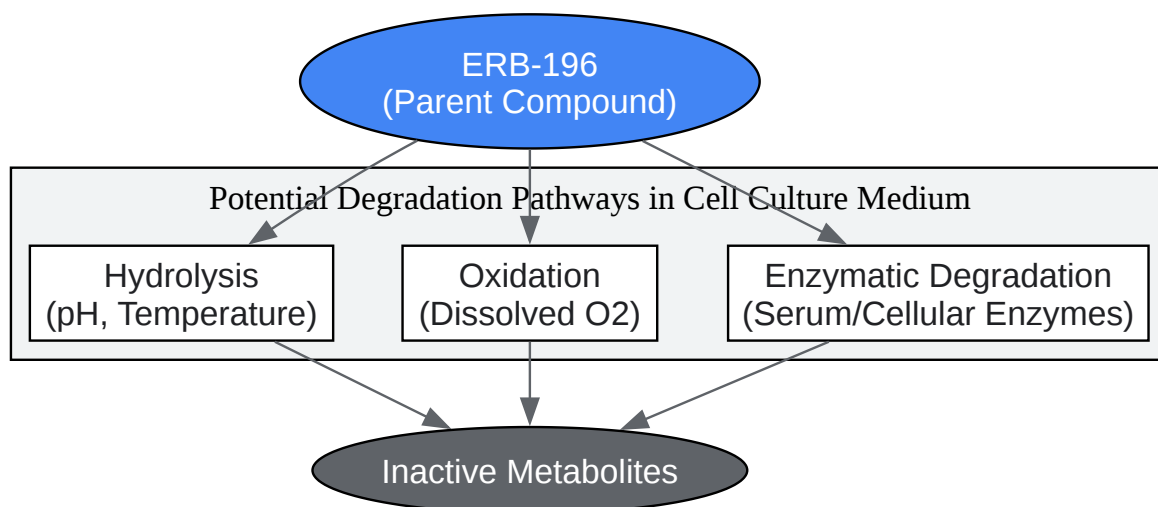 ERB-196
(Parent Compound)
Potential Degradation Pathways in Cell Culture Medium
Hydrolysis
(pH, Temperature)
Oxidation
(Dissolved O2)
Enzymatic Degradation
(Serum/Cellular Enzymes)
Inactive Metabolites